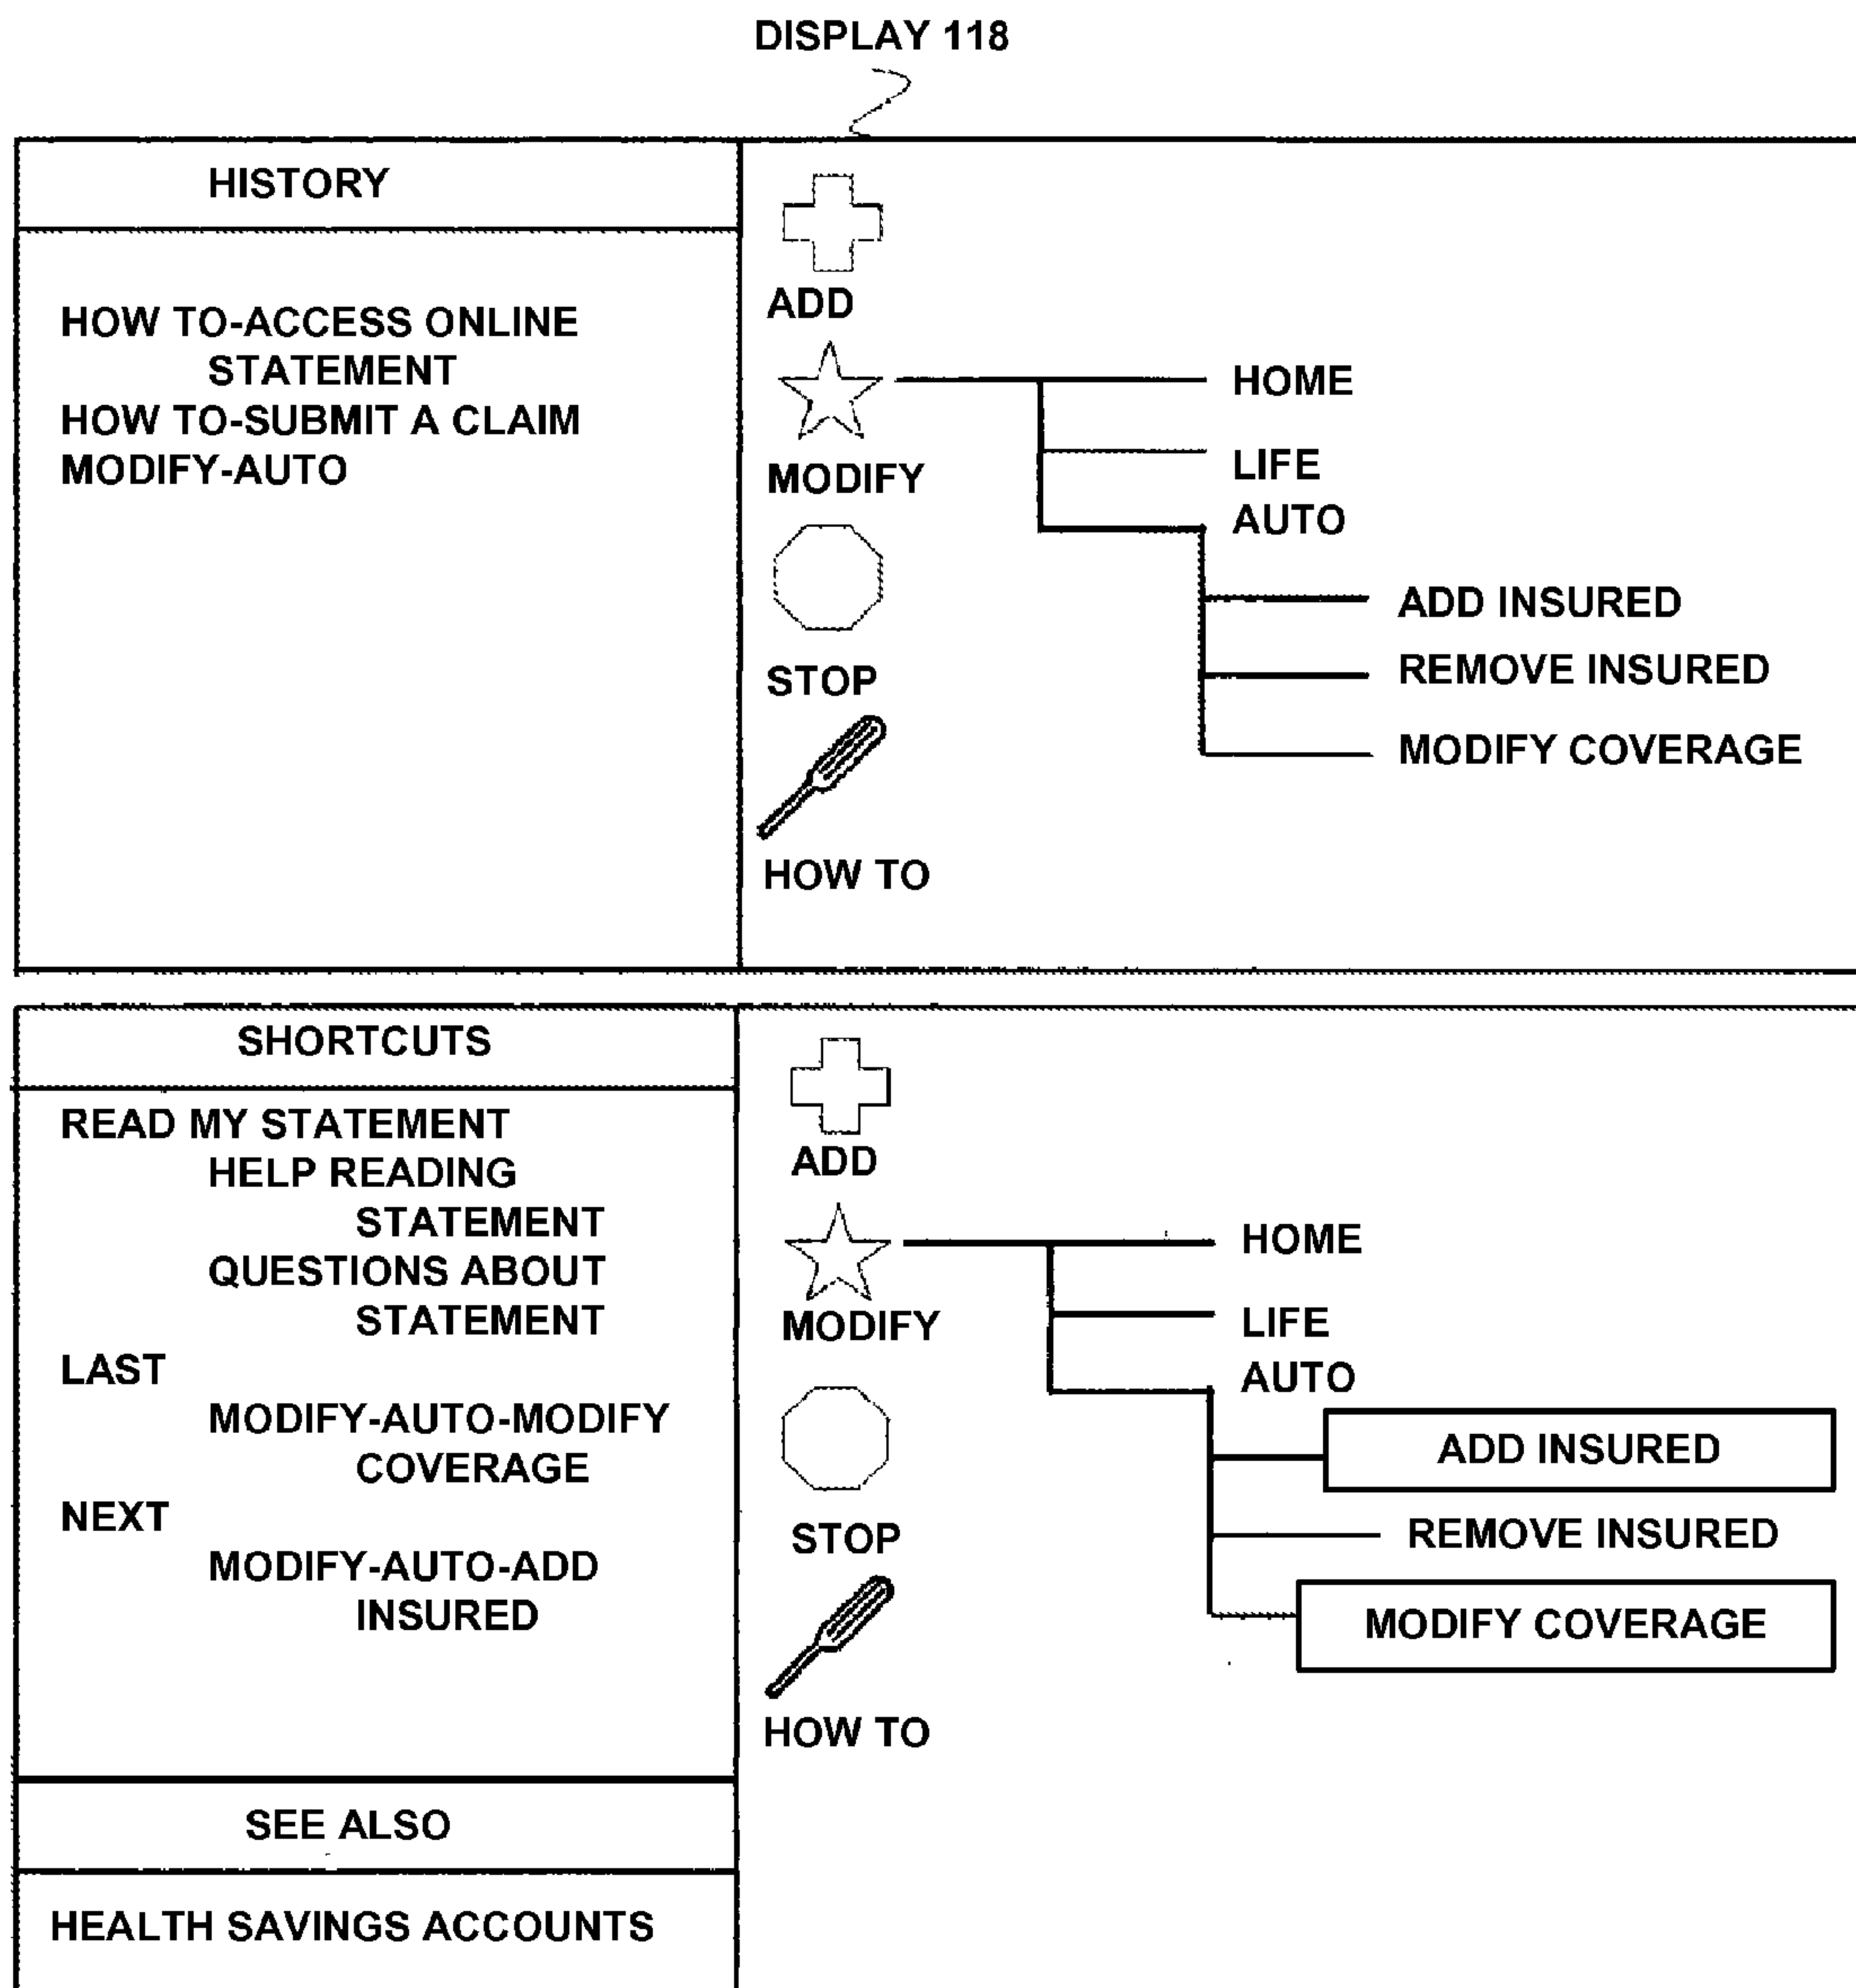 DISPLAY 118
HISTORY
HOW TO-ACCESS ONLINE
STATEMENT
HOW TO-SUBMIT A CLAIM
MODIFY-AUTO
ADD
MODIFY
STOP
HOW TO
HOME
LIFE
AUTO
ADD INSURED
REMOVE INSURED
MODIFY COVERAGE
SHORTCUTS
READ MY STATEMENT
HELP READING
STATEMENT
QUESTIONS ABOUT
STATEMENT
LAST
MODIFY-AUTO-MODIFY
COVERAGE
NEXT
MODIFY-AUTO-ADD
INSURED
SEE ALSO
HEALTH SAVINGS ACCOUNTS
ADD
MODIFY
STOP
HOW TO
HOME
LIFE
AUTO
ADD INSURED
REMOVE INSURED
MODIFY COVERAGE